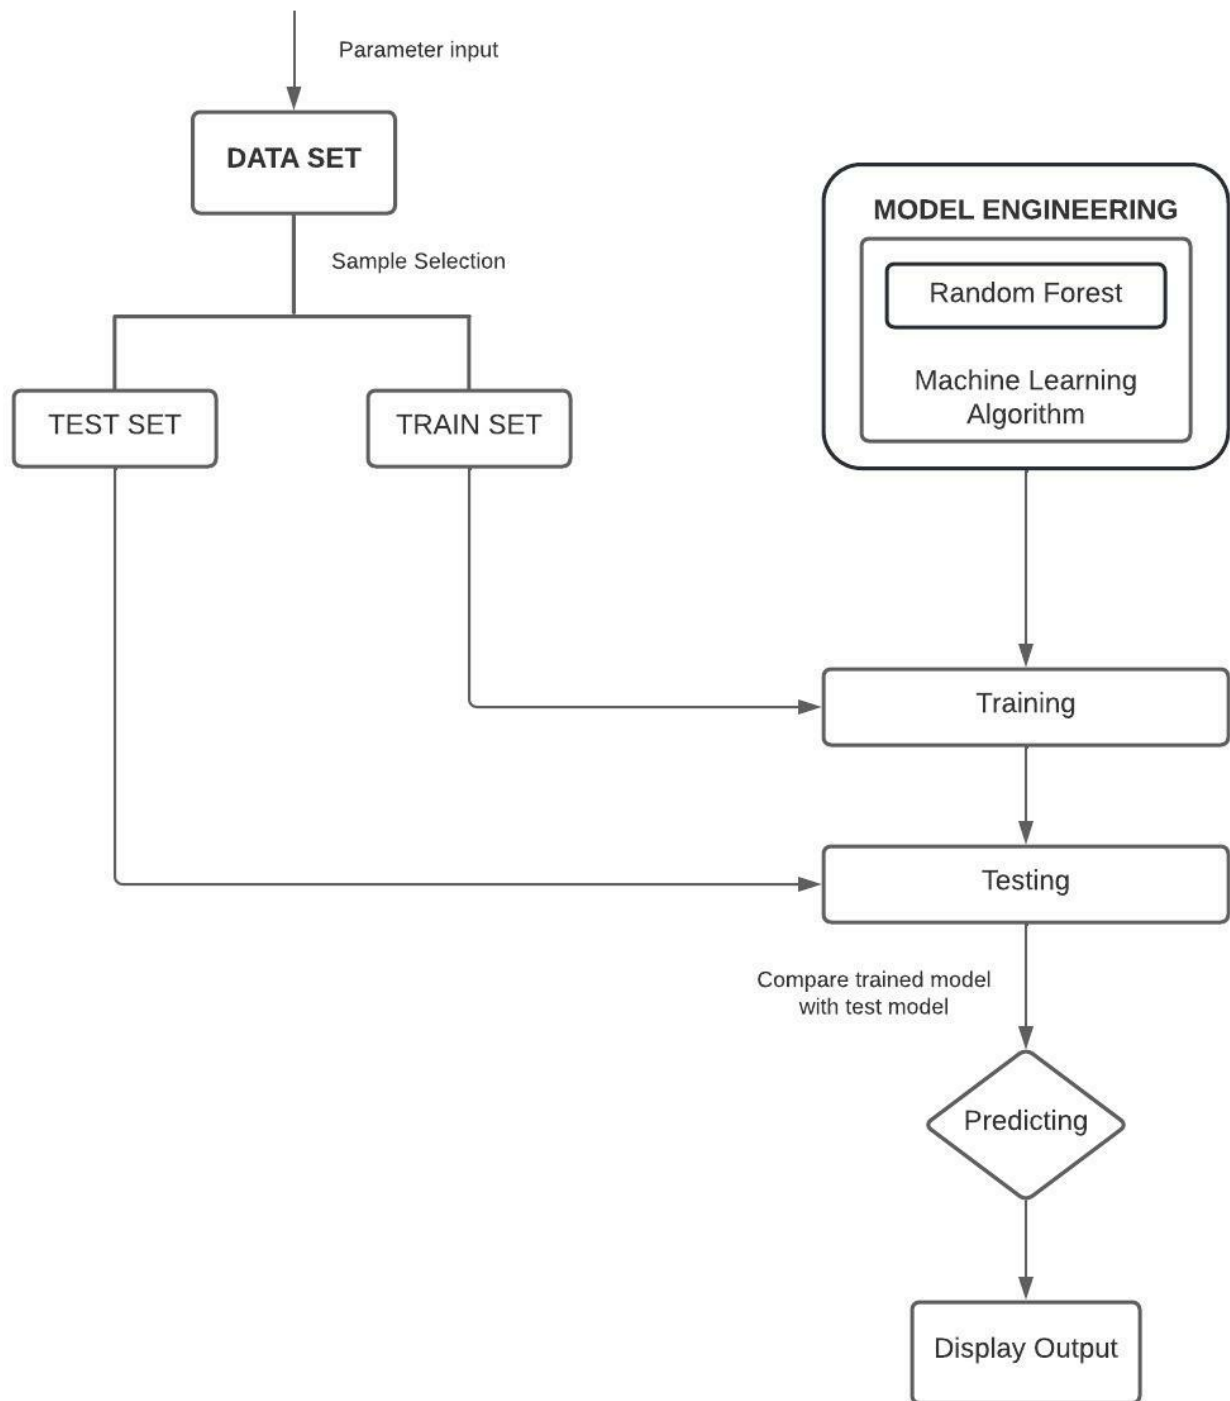 Parameter input
DATA SET
Sample Selection
TEST SET
TRAIN SET
MODEL ENGINEERING
Random Forest
Machine Learning
Algorithm
Training
Testing
Compare trained model
with test model
Predicting
Display Output